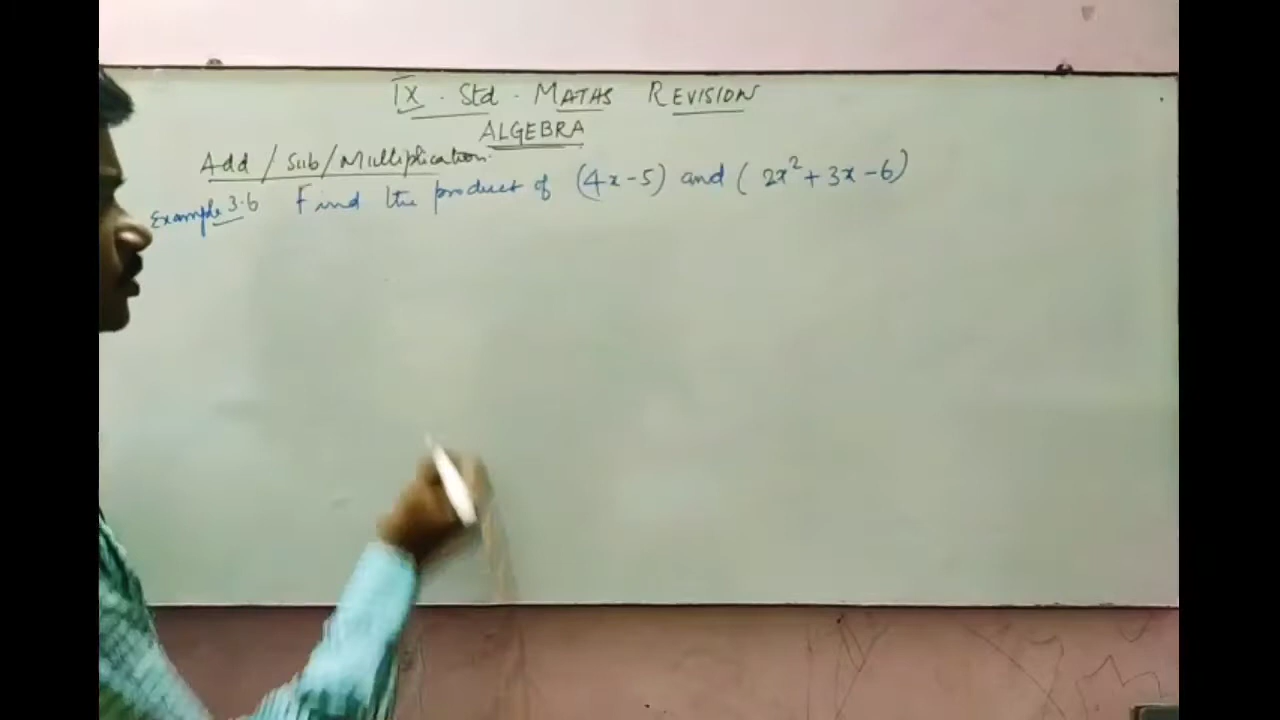 IX. Std. MATHS REVISION
ALGEBRA
Add / Sub / Multiplication.
Example 3.6 Find the product of (4x-5) and (2x²+3x-6)